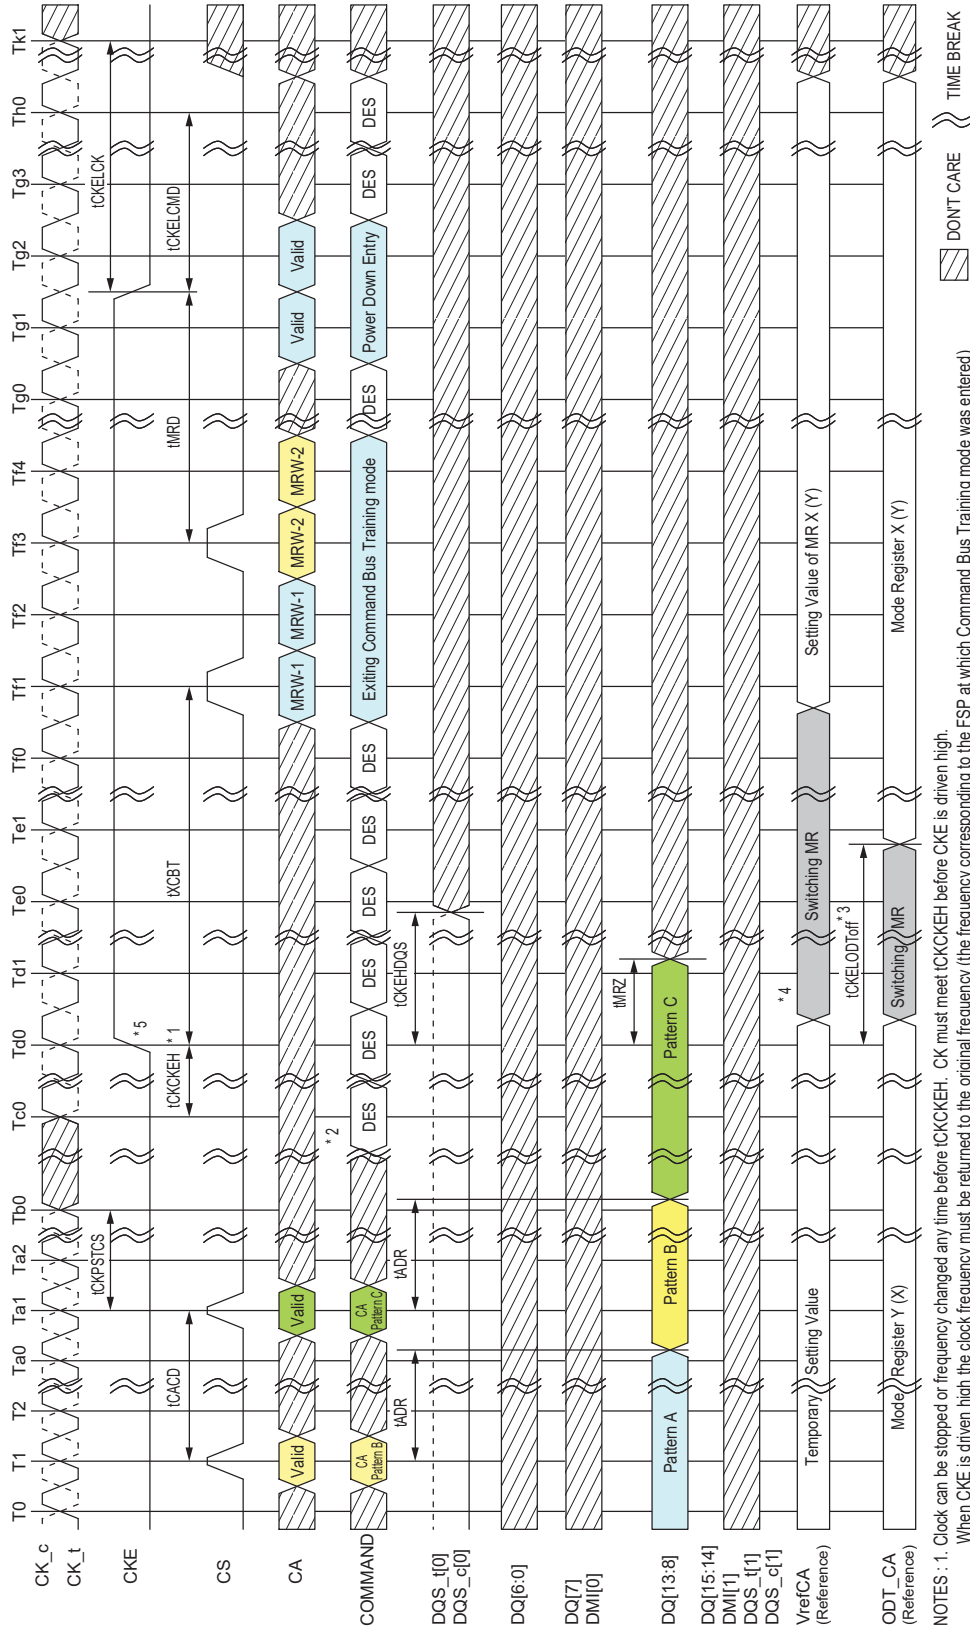 T0 T1 T2 Ta0 Ta1 Ta2 Tb0 Tc0 Td0 Td1 Te0 Te1 Tf0 Tf1 Tf2 Tf3 Tf4 Tg0 Tg1 Tg2 Tg3 Th0 Tk1
CK_c
CK_t
tCKPSTCS tCKELCK
CKE
* 5
tCKCKEH * 1 tXCBT tMRD tCKELCMD
tCACD
CS
CA Valid Valid MRW-1 MRW-1 MRW-2 MRW-2 Valid Valid
* 2
COMMAND CA Pattern B CA Pattern C DES DES DES DES DES DES Exiting Command Bus Training mode DES Power Down Entry DES DES
tADR tADR tCKEHDQS
DQS_t[0]
DQS_c[0]
DQ[6:0]
DQ[7]
DMI[0]
tMRZ
DQ[13:8] Pattern A Pattern B Pattern C
DQ[15:14]
DMI[1]
DQS_t[1]
DQS_c[1]
* 4
VrefCA
(Reference)
Temporary Setting Value Switching MR Setting Value of MR X (Y)
tCKELODToff * 3
ODT_CA
(Reference)
Mode Register Y (X) Switching MR Mode Register X (Y)
NOTES : 1. Clock can be stopped or frequency changed any time before tCKCKEH. CK must meet tCKCKEH before CKE is driven high.
When CKE is driven high the clock frequency must be returned to the original frequency (the frequency corresponding to the FSP at which Command Bus Training mode was entered)
DON'T CARE TIME BREAK